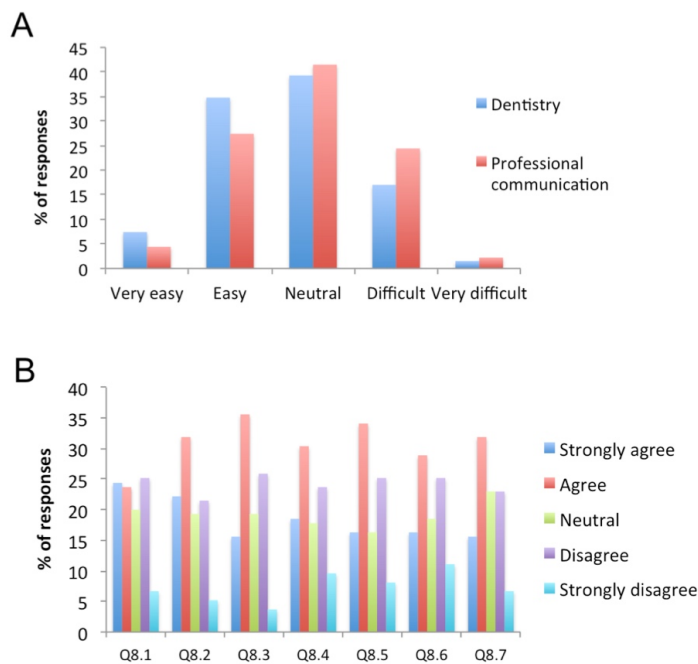 A
45
40
35
30
25
20
15
10
5
0
% of responses
Dentistry
Professional
communication
Very easy Easy Neutral Difficult Very difficult
B
40
35
30
25
20
15
10
5
0
% of responses
Strongly agree
Agree
Neutral
Disagree
Strongly disagree
Q8.1 Q8.2 Q8.3 Q8.4 Q8.5 Q8.6 Q8.7